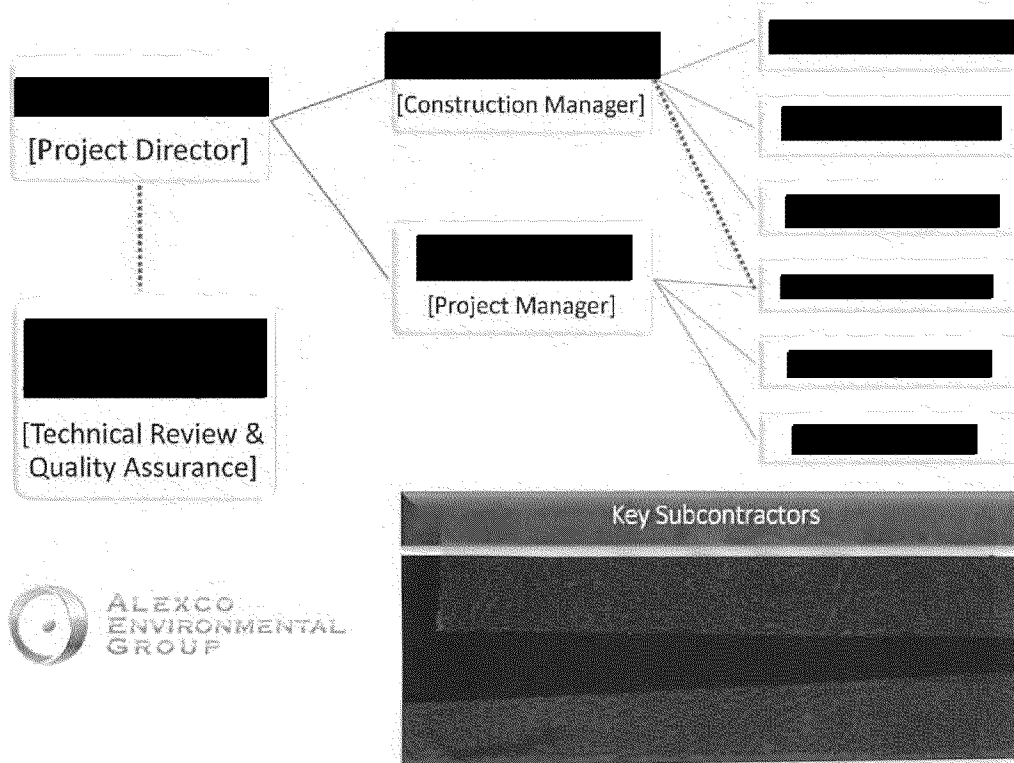 [Project Director]
[Construction Manager]
[Project Manager]
[Technical Review &
Quality Assurance]
Key Subcontractors
ALEXCO
ENVIRONMENTAL
GROUP